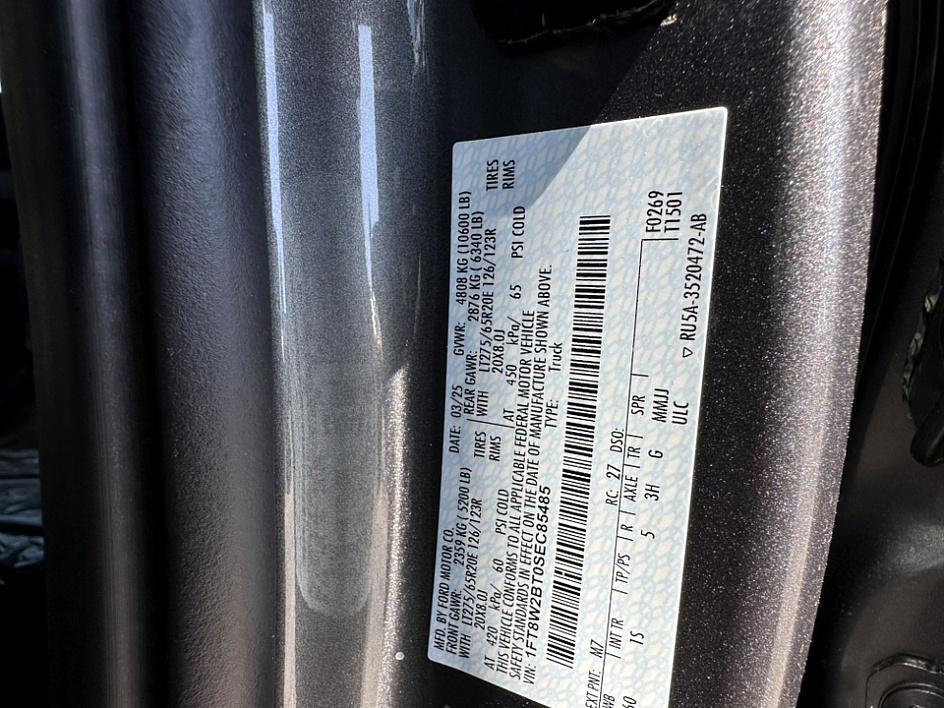 MFD. BY FORD MOTOR CO.
DATE: 03/25 GVWR: 4808 KG (10600 LB)
FRONT GAWR: 2359 KG ( 5200 LB) REAR GAWR: 2876 KG ( 6340 LB)
WITH LT275/65R20E 126/123R TIRES WITH LT275/65R20E 126/123R TIRES
20X8.0J RIMS 20X8.0J RIMS
AT 420 kPa/ 60 PSI COLD AT 450 kPa/ 65 PSI COLD
THIS VEHICLE CONFORMS TO ALL APPLICABLE FEDERAL MOTOR VEHICLE
SAFETY STANDARDS IN EFFECT ON THE DATE OF MANUFACTURE SHOWN ABOVE.
VIN: 1FT8W2BT0SEC85485 TYPE: Truck
EXT PNT: M7 RC: 27 DSO: F0269
WB INT TR TP/PS R AXLE TR SPR T1501
60 TS 5 3H G MMJJ
ULC
▽ RU5A-3520472-AB